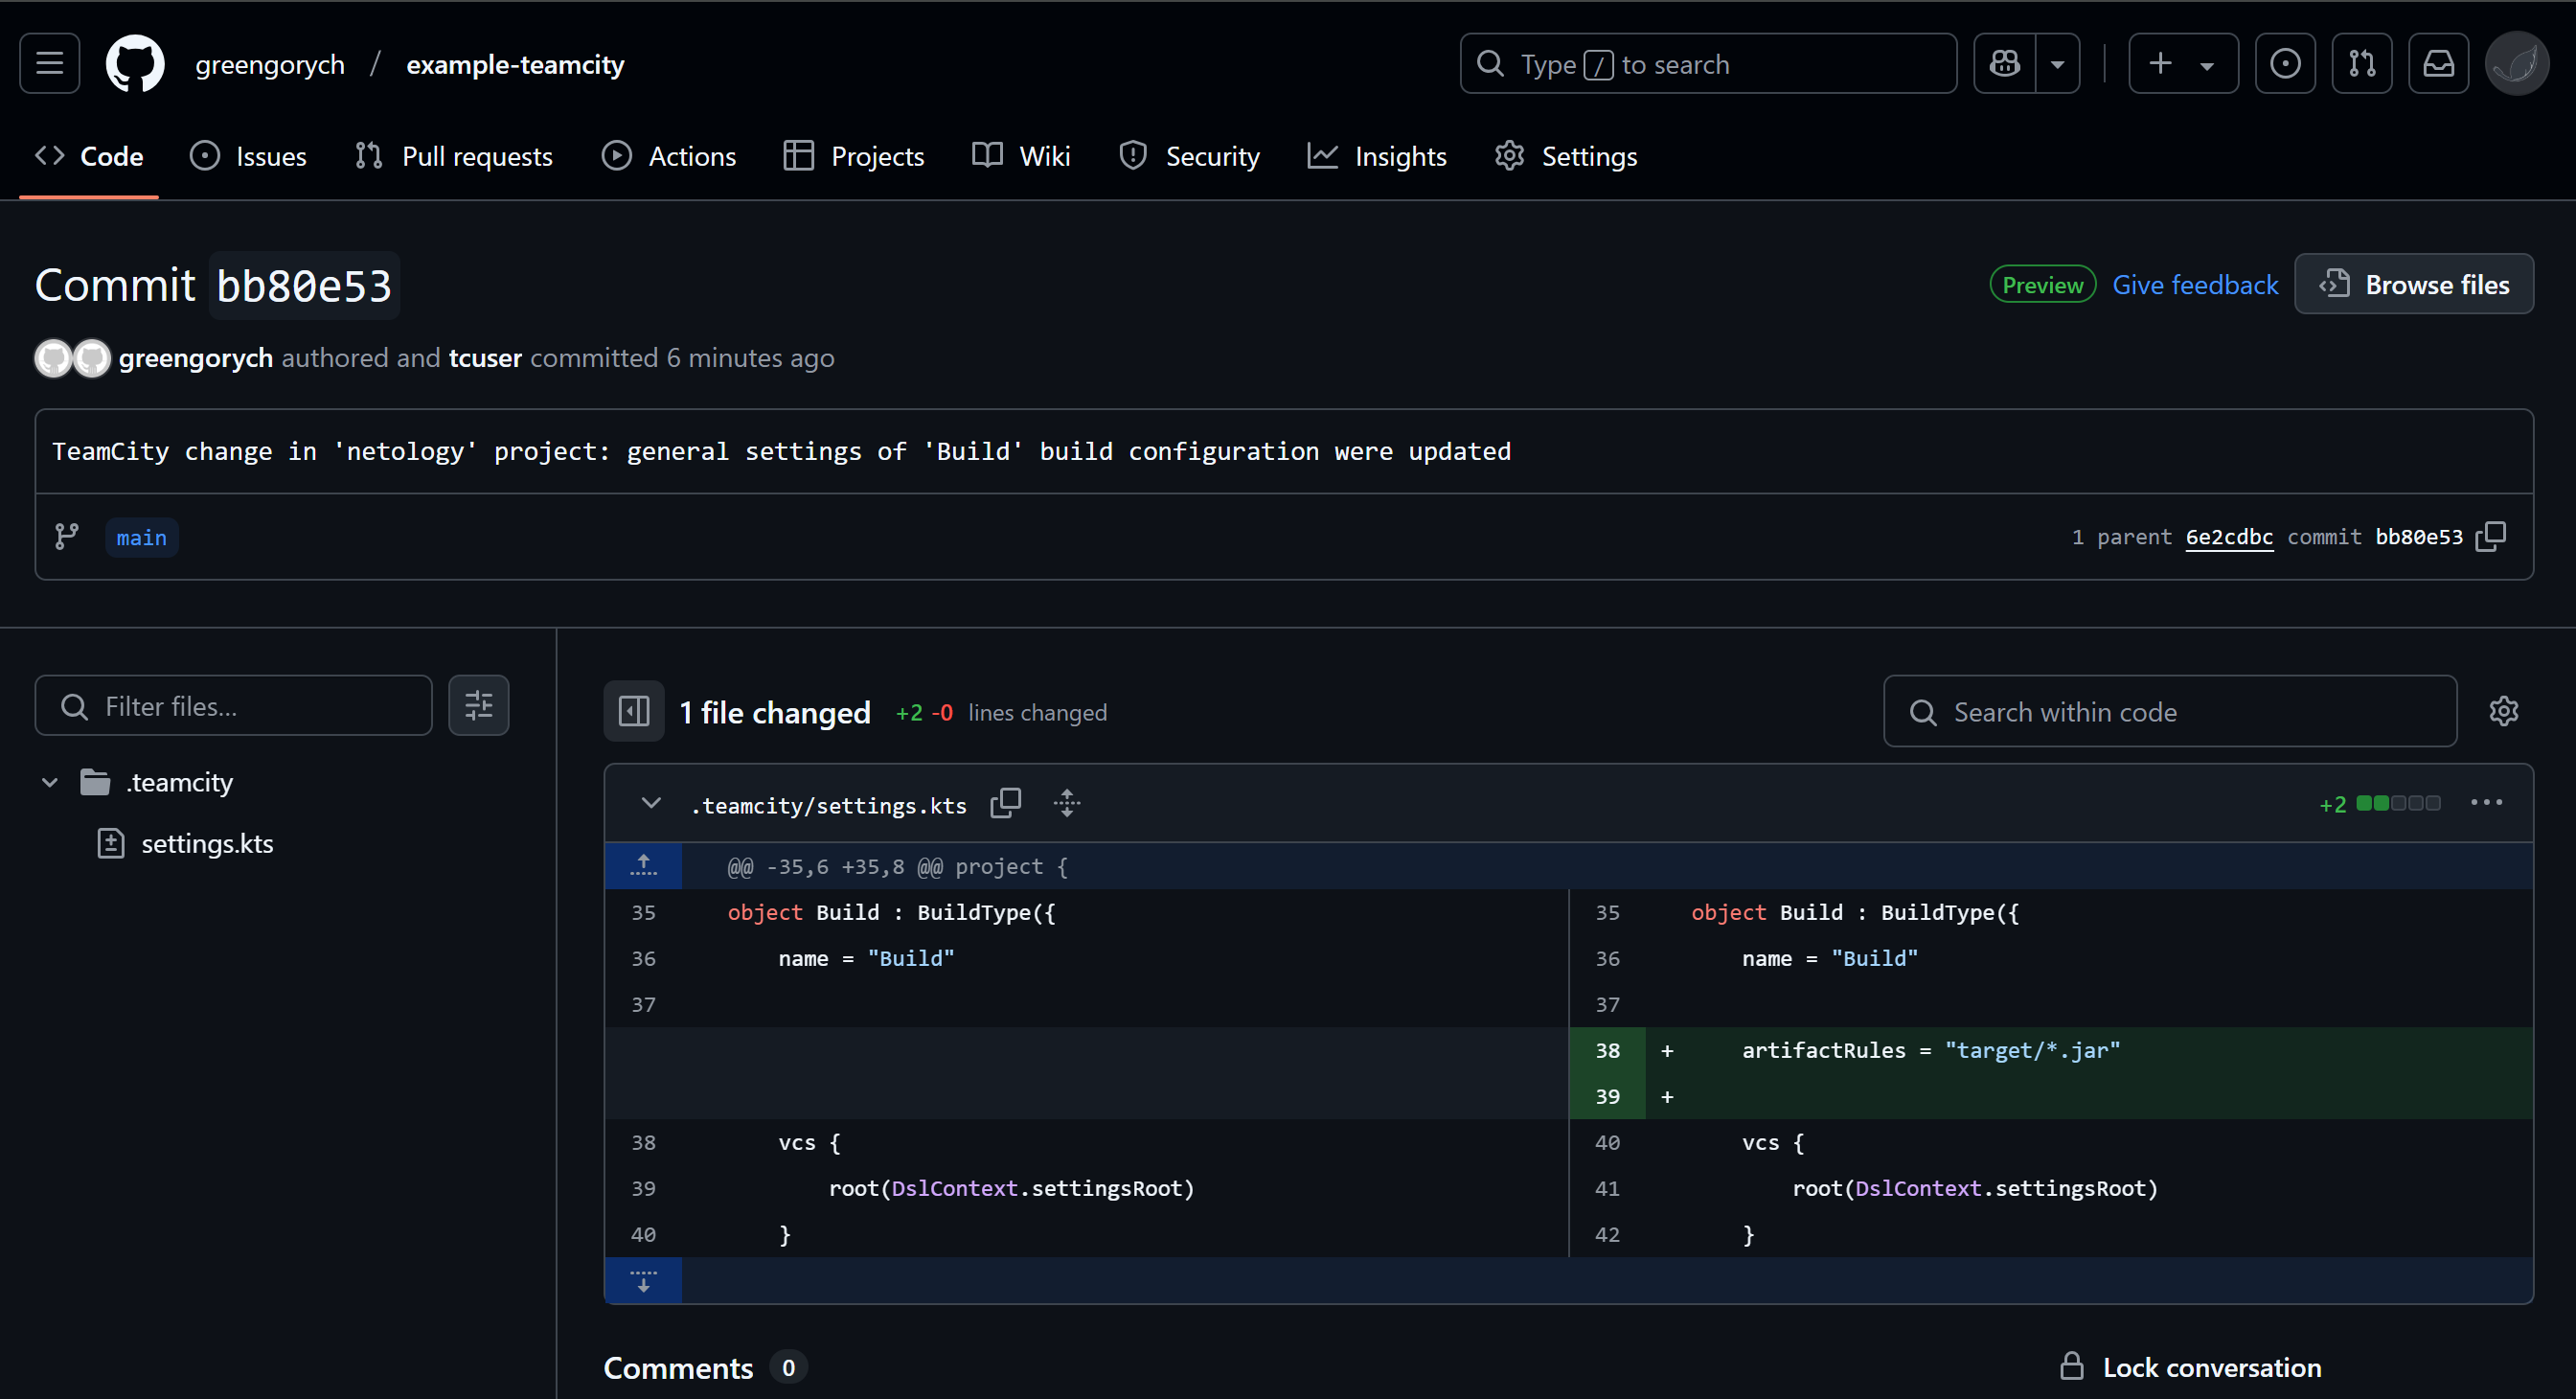 greengorych / example-teamcity
Type / to search
Code
Issues
Pull requests
Actions
Projects
Wiki
Security
Insights
Settings
Commit bb80e53
Preview
Give feedback
Browse files
greengorych authored and tcuser committed 6 minutes ago
TeamCity change in 'netology' project: general settings of 'Build' build configuration were updated
main
1 parent 6e2cdbc commit bb80e53
Filter files...
.teamcity
settings.kts
1 file changed +2 -0 lines changed
Search within code
.teamcity/settings.kts
+2
@@ -35,6 +35,8 @@ project {
35 object Build : BuildType({
36 name = "Build"
37
38 vcs {
39 root(DslContext.settingsRoot)
40 }
35 object Build : BuildType({
36 name = "Build"
37
38 + artifactRules = "target/*.jar"
39 +
40 vcs {
41 root(DslContext.settingsRoot)
42 }
Comments 0
Lock conversation